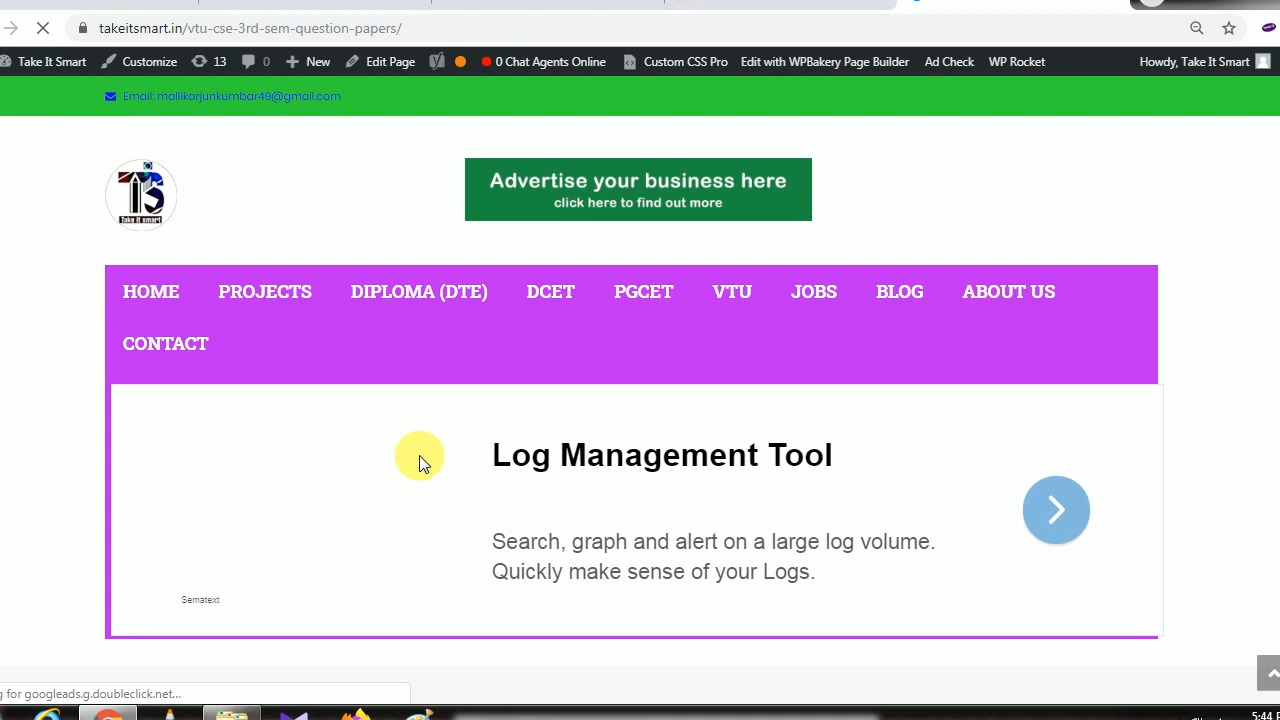 takeitsmart.in/vtu-cse-3rd-sem-question-papers/
Take It Smart Customize 13 0 New Edit Page 0 Chat Agents Online Custom CSS Pro Edit with WPBakery Page Builder Ad Check WP Rocket Howdy, Take It Smart
Email: mallikarjunkumbar49@gmail.com
TIS
Take it smart
Advertise your business here
click here to find out more
HOME PROJECTS DIPLOMA (DTE) DCET PGCET VTU JOBS BLOG ABOUT US
CONTACT
Log Management Tool
Search, graph and alert on a large log volume.
Quickly make sense of your Logs.
Sematext
for googleads.g.doubleclick.net...
5:44